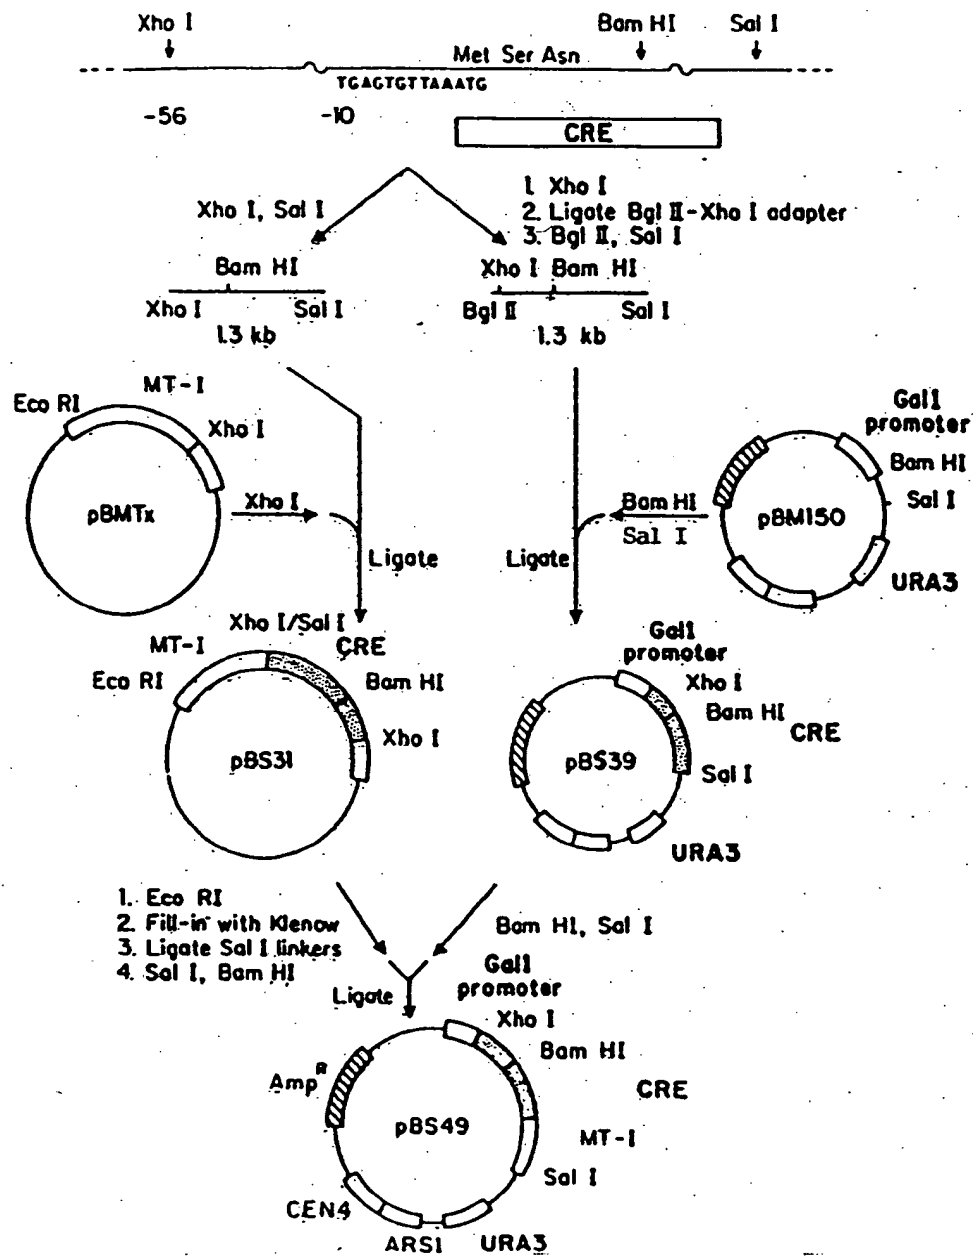 Xho I
Bam HI
Sal I
Met Ser Asn
TGAGTGTTAAATG
-56
-10
CRE
Xho I, Sal I
1. Xho I
2. Ligate Bgl II-Xho I adapter
3. Bgl II, Sal I
Bam HI
Xho I
Sal I
1.3 kb
Xho I
Bam HI
Bgl II
Sal I
1.3 kb
MT-I
Eco RI
Xho I
pBMTx
Xho I
Ligate
Gal1
promoter
Bam HI
Sal I
pBM150
URA3
Bam HI
Sal I
Ligate
Xho I/Sal I
MT-I
CRE
Eco RI
Bam HI
Xho I
pBS31
Gal1
promoter
Xho I
Bam HI
CRE
pBS39
Sal I
URA3
1. Eco RI
2. Fill-in with Klenow
3. Ligate Sal I linkers
4. Sal I, Bam HI
Bam HI, Sal I
Ligate
Gal1
promoter
Xho I
Bam HI
Amp R
CRE
pBS49
MT-I
Sal I
CEN4
ARS1
URA3